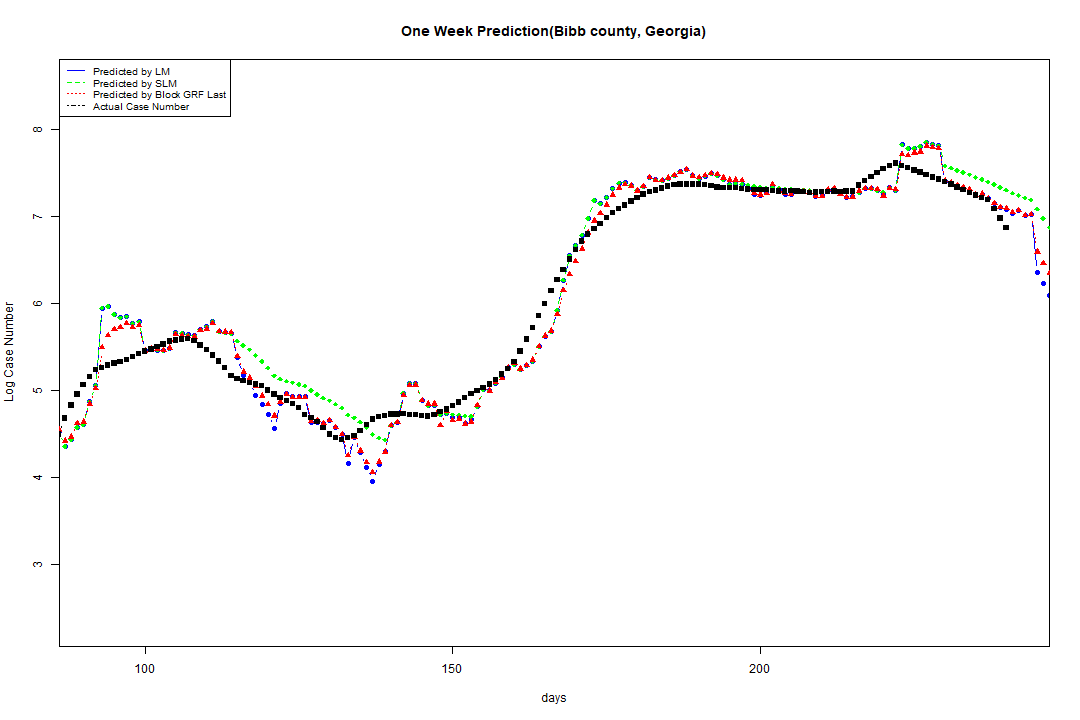 One Week Prediction(Bibb county, Georgia)
Predicted by LM
Predicted by SLM
Predicted by Block GRF Last
Actual Case Number
Log Case Number
8
7
6
5
4
3
100 150 200
days